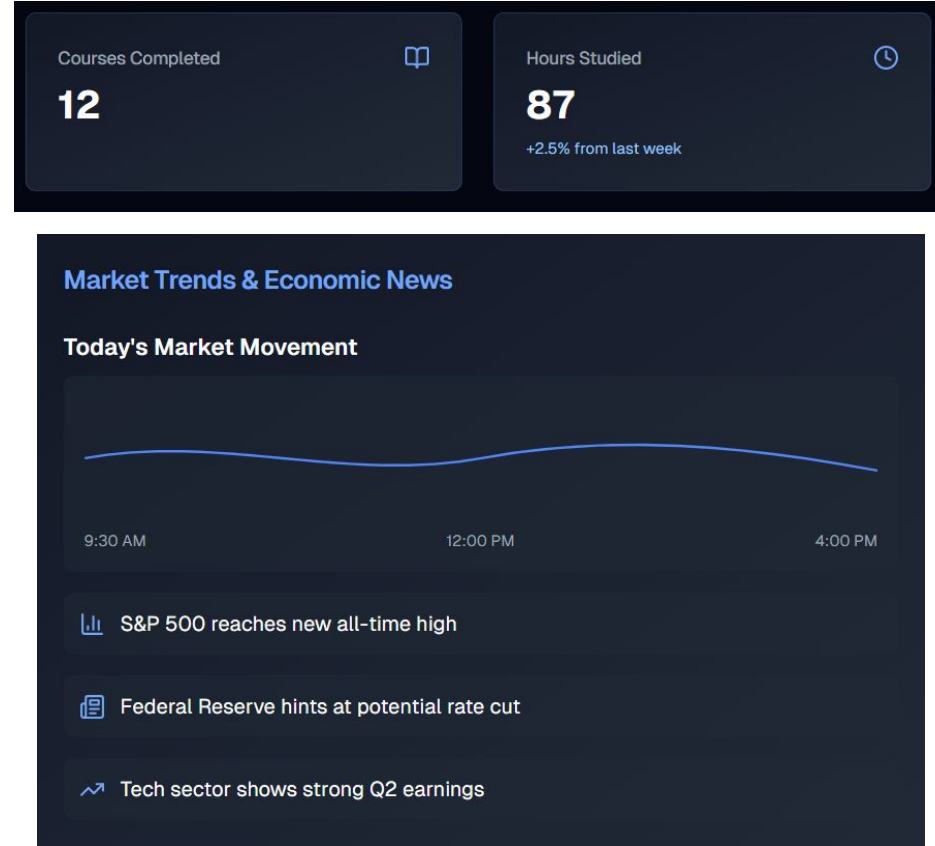 Courses Completed
12
Hours Studied
87
+2.5% from last week
Market Trends & Economic News
Today's Market Movement
9:30 AM
12:00 PM
4:00 PM
S&P 500 reaches new all-time high
Federal Reserve hints at potential rate cut
Tech sector shows strong Q2 earnings